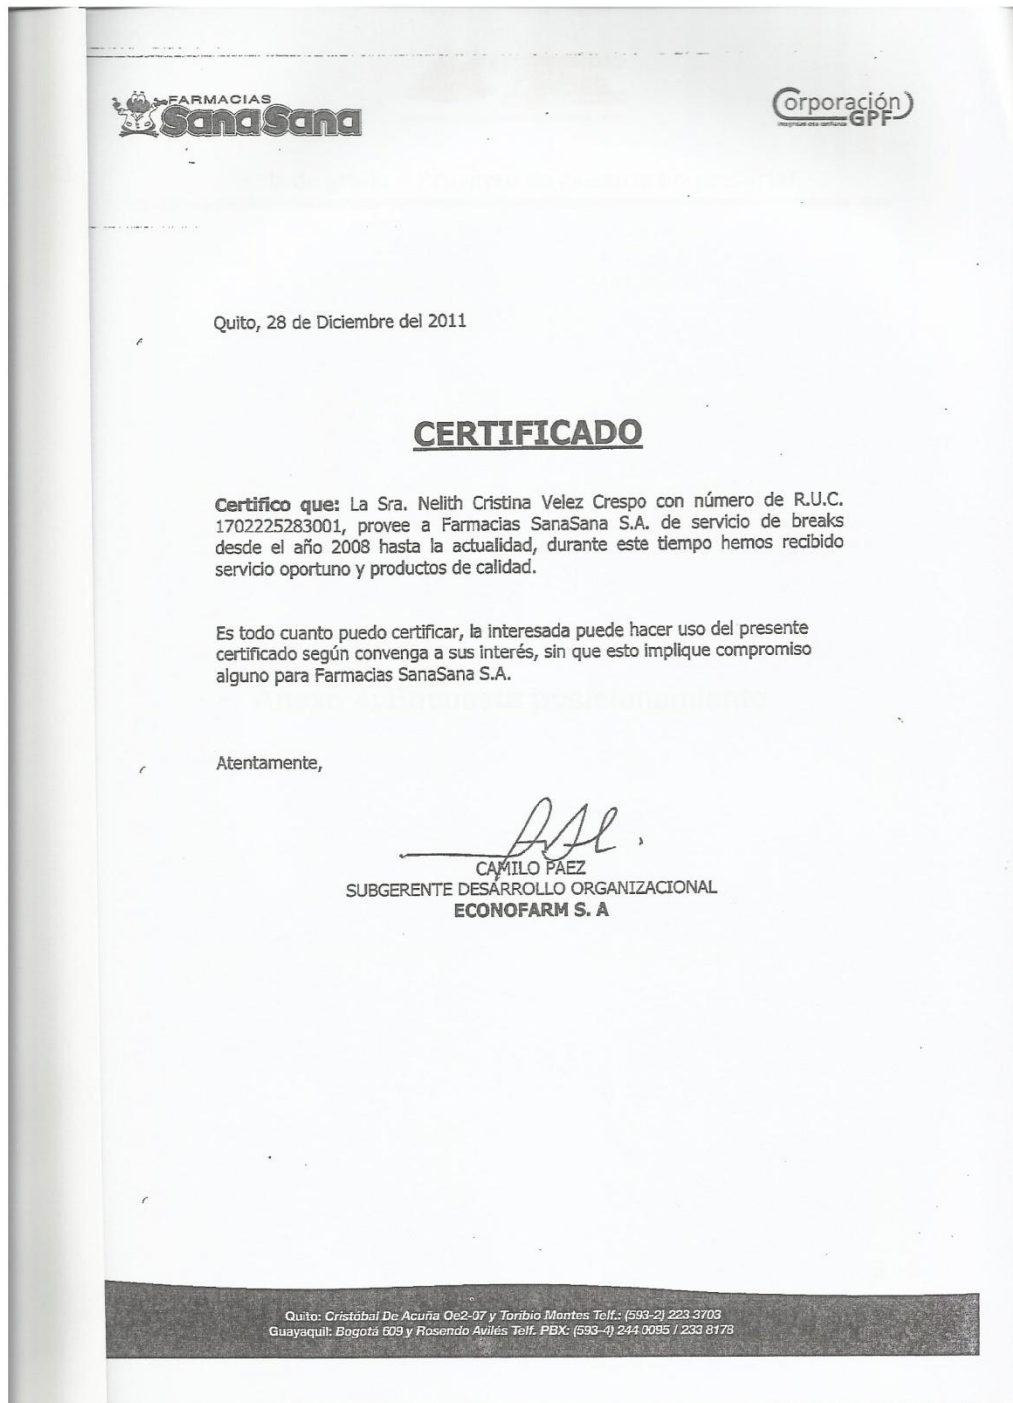 FARMACIAS
SanaSana
Corporación
GPF
Quito, 28 de Diciembre del 2011
CERTIFICADO
Certifico que: La Sra. Nelith Cristina Velez Crespo con número de R.U.C.
1702225283001, provee a Farmacias SanaSana S.A. de servicio de breaks
desde el año 2008 hasta la actualidad, durante este tiempo hemos recibido
servicio oportuno y productos de calidad.
Es todo cuanto puedo certificar, la interesada puede hacer uso del presente
certificado según convenga a sus interés, sin que esto implique compromiso
alguno para Farmacias SanaSana S.A.
Atentamente,
CAMILO PAEZ
SUBGERENTE DESARROLLO ORGANIZACIONAL
ECONOFARM S. A
Quito: Cristóbal De Acuña Oe2-07 y Toribio Montes Telf.: (593-2) 223 3703
Guayaquil: Bogotá 609 y Rosendo Avilés Telf. PBX: (593-4) 244 0095 / 233 8178